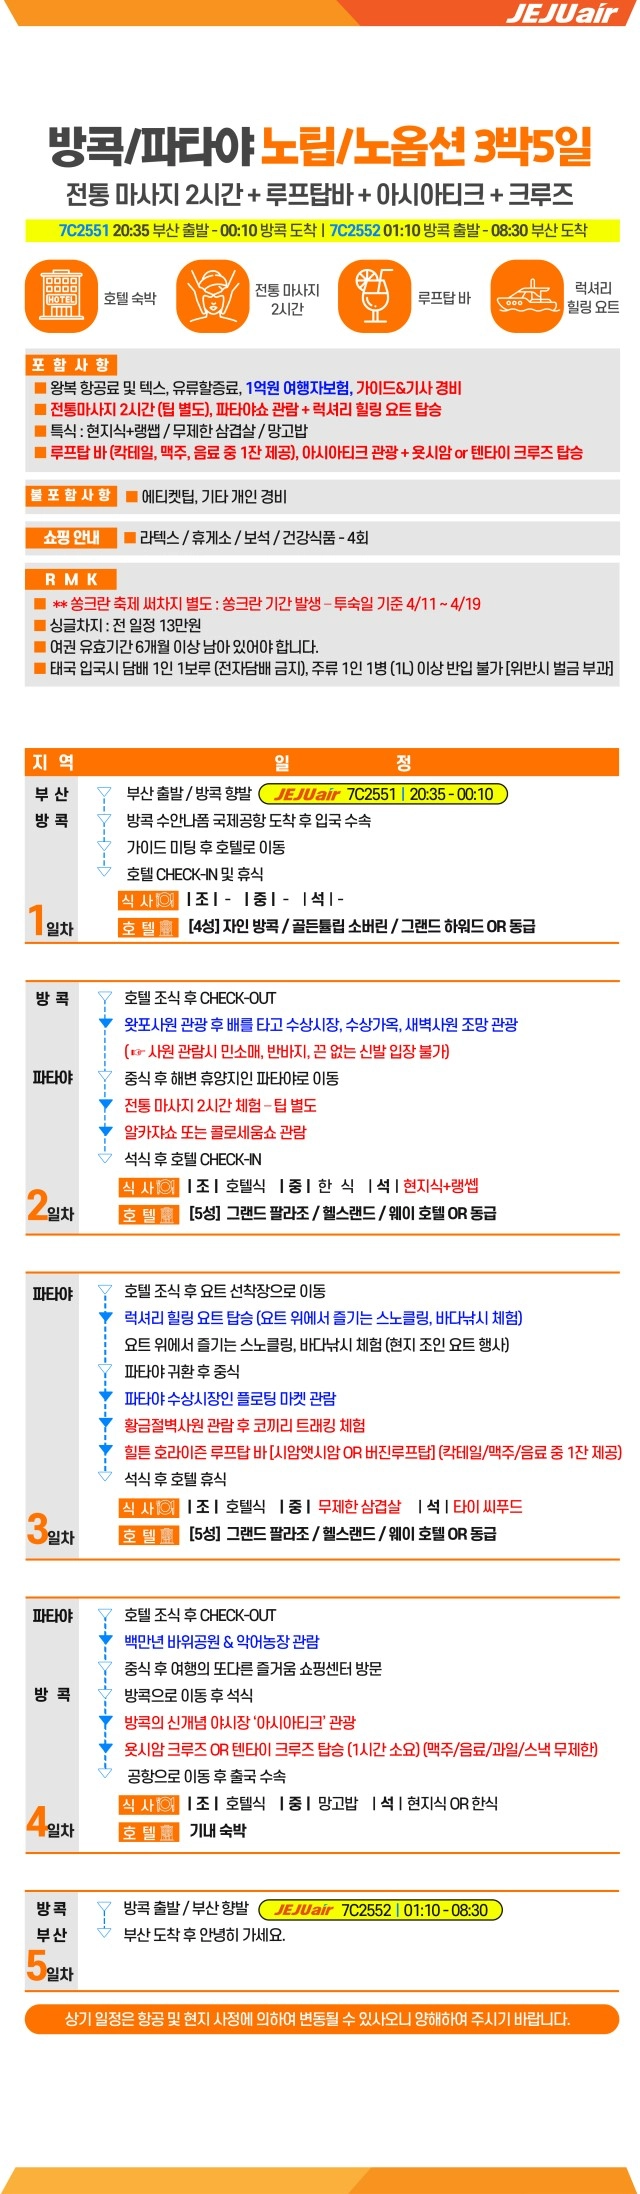 JEJUair
방콕/파타야 노팁/노옵션 3박5일
전통 마사지 2시간 + 루프탑바 + 아시아티크 + 크루즈
7C2551 20:35 부산 출발 - 00:10 방콕 도착 | 7C2552 01:10 방콕 출발 - 08:30 부산 도착
HOTEL
호텔 숙박
전통 마사지
2시간
루프탑 바
럭셔리
힐링 요트
포 함 사 항
■ 왕복 항공료 및 텍스, 유류할증료, 1억원 여행자보험, 가이드&기사 경비
■ 전통마사지 2시간 (팁 별도), 파타야쇼 관람 + 럭셔리 힐링 요트 탑승
■ 특식 : 현지식+랭쌥 / 무제한 삼겹살 / 망고밥
■ 루프탑 바 (칵테일, 맥주, 음료 중 1잔 제공), 아시아티크 관광 + 욧시암 or 텐타이 크루즈 탑승
불 포 함 사 항 ■ 에티켓팁, 기타 개인 경비
쇼핑 안내 ■ 라텍스 / 휴게소 / 보석 / 건강식품 - 4회
R M K
■ ** 쏭크란 축제 써차지 별도 : 쏭크란 기간 발생 – 투숙일 기준 4/11 ~ 4/19
■ 싱글차지 : 전 일정 13만원
■ 여권 유효기간 6개월 이상 남아 있어야 합니다.
■ 태국 입국시 담배 1인 1보루 (전자담배 금지), 주류 1인 1병 (1L) 이상 반입 불가 [위반시 벌금 부과]
지 역 일 정
부 산 부산 출발 / 방콕 향발 JEJUair 7C2551 | 20:35 - 00:10
방 콕 방콕 수안나폼 국제공항 도착 후 입국 수속
가이드 미팅 후 호텔로 이동
호텔 CHECK-IN 및 휴식
식 사 | 조 | - | 중 | - | 석 | -
1일차 호 텔 [4성] 자인 방콕 / 골든튤립 소버린 / 그랜드 하워드 OR 동급
방 콕 호텔 조식 후 CHECK-OUT
왓포사원 관광 후 배를 타고 수상시장, 수상가옥, 새벽사원 조망 관광
(☞ 사원 관람시 민소매, 반바지, 끈 없는 신발 입장 불가)
파타야 중식 후 해변 휴양지인 파타야로 이동
전통 마사지 2시간 체험 – 팁 별도
알카쟈쇼 또는 콜로세움쇼 관람
석식 후 호텔 CHECK-IN
식 사 | 조 | 호텔식 | 중 | 한 식 | 석 | 현지식+랭쎕
2일차 호 텔 [5성] 그랜드 팔라조 / 헬스랜드 / 웨이 호텔 OR 동급
파타야 호텔 조식 후 요트 선착장으로 이동
럭셔리 힐링 요트 탑승 (요트 위에서 즐기는 스노클링, 바다낚시 체험)
요트 위에서 즐기는 스노클링, 바다낚시 체험 (현지 조인 요트 행사)
파타야 귀환 후 중식
파타야 수상시장인 플로팅 마켓 관람
황금절벽사원 관람 후 코끼리 트래킹 체험
힐튼 호라이즌 루프탑 바 [시암앳시암 OR 버진루프탑] (칵테일/맥주/음료 중 1잔 제공)
석식 후 호텔 휴식
식 사 | 조 | 호텔식 | 중 | 무제한 삼겹살 | 석 | 타이 씨푸드
3일차 호 텔 [5성] 그랜드 팔라조 / 헬스랜드 / 웨이 호텔 OR 동급
파타야 호텔 조식 후 CHECK-OUT
백만년 바위공원 & 악어농장 관람
중식 후 여행의 또다른 즐거움 쇼핑센터 방문
방 콕 방콕으로 이동 후 석식
방콕의 신개념 야시장 ‘아시아티크’ 관광
욧시암 크루즈 OR 텐타이 크루즈 탑승 (1시간 소요) (맥주/음료/과일/스낵 무제한)
공항으로 이동 후 출국 수속
식 사 | 조 | 호텔식 | 중 | 망고밥 | 석 | 현지식 OR 한식
4일차 호 텔 기내 숙박
방 콕 방콕 출발 / 부산 향발 JEJUair 7C2552 | 01:10 - 08:30
부 산 부산 도착 후 안녕히 가세요.
5일차
상기 일정은 항공 및 현지 사정에 의하여 변동될 수 있사오니 양해하여 주시기 바랍니다.